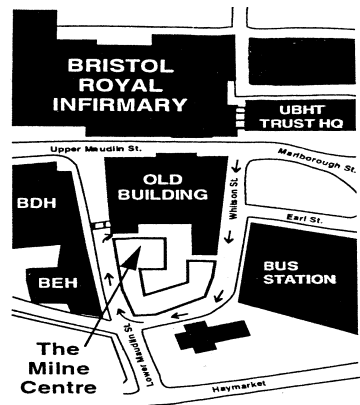 BRISTOL
ROYAL
INFIRMARY
UBHT
TRUST HQ
Upper Maudlin St.
Marlborough St.
OLD
BUILDING
Whitson St.
BDH
Earl St.
BEH
BUS
STATION
The
Milne
Centre
Lower Maudlin St.
Haymarket